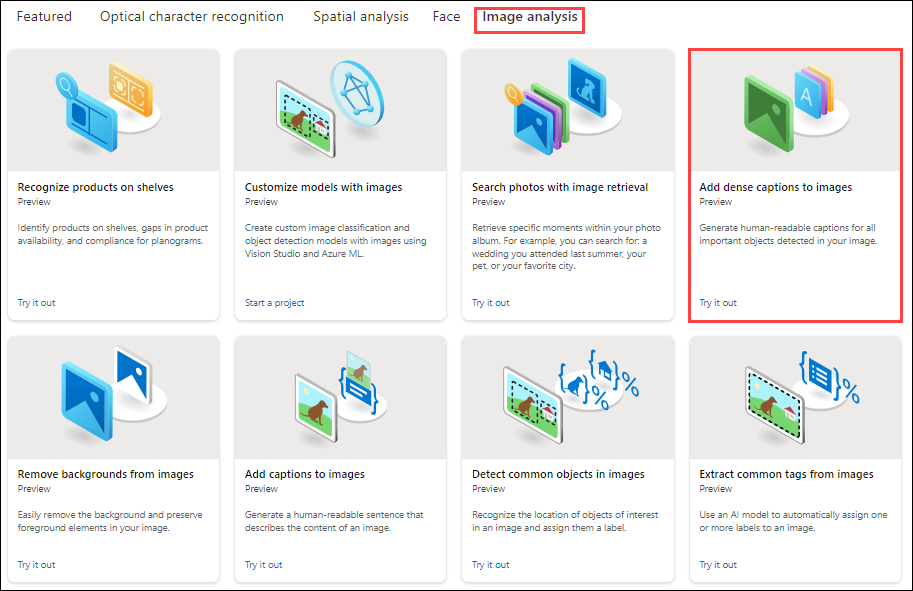 Featured Optical character recognition Spatial analysis Face Image analysis
Recognize products on shelves
Preview
Identify products on shelves, gaps in product
availability, and compliance for planograms.
Try it out
Customize models with images
Preview
Create custom image classification and
object detection models with images using
Vision Studio and Azure ML.
Start a project
Search photos with image retrieval
Preview
Retrieve specific moments within your photo
album. For example, you can search for: a
wedding you attended last summer, your
pet, or your favorite city.
Try it out
A
Add dense captions to images
Preview
Generate human-readable captions for all
important objects detected in your image.
Try it out
Remove backgrounds from images
Preview
Easily remove the background and preserve
foreground elements in your image.
Try it out
{ }
Add captions to images
Preview
Generate a human-readable sentence that
describes the content of an image.
Try it out
{ } { } % %
Detect common objects in images
Preview
Recognize the location of objects of interest
in an image and assign them a label.
Try it out
{ } %
Extract common tags from images
Preview
Use an AI model to automatically assign one
or more labels to an image.
Try it out